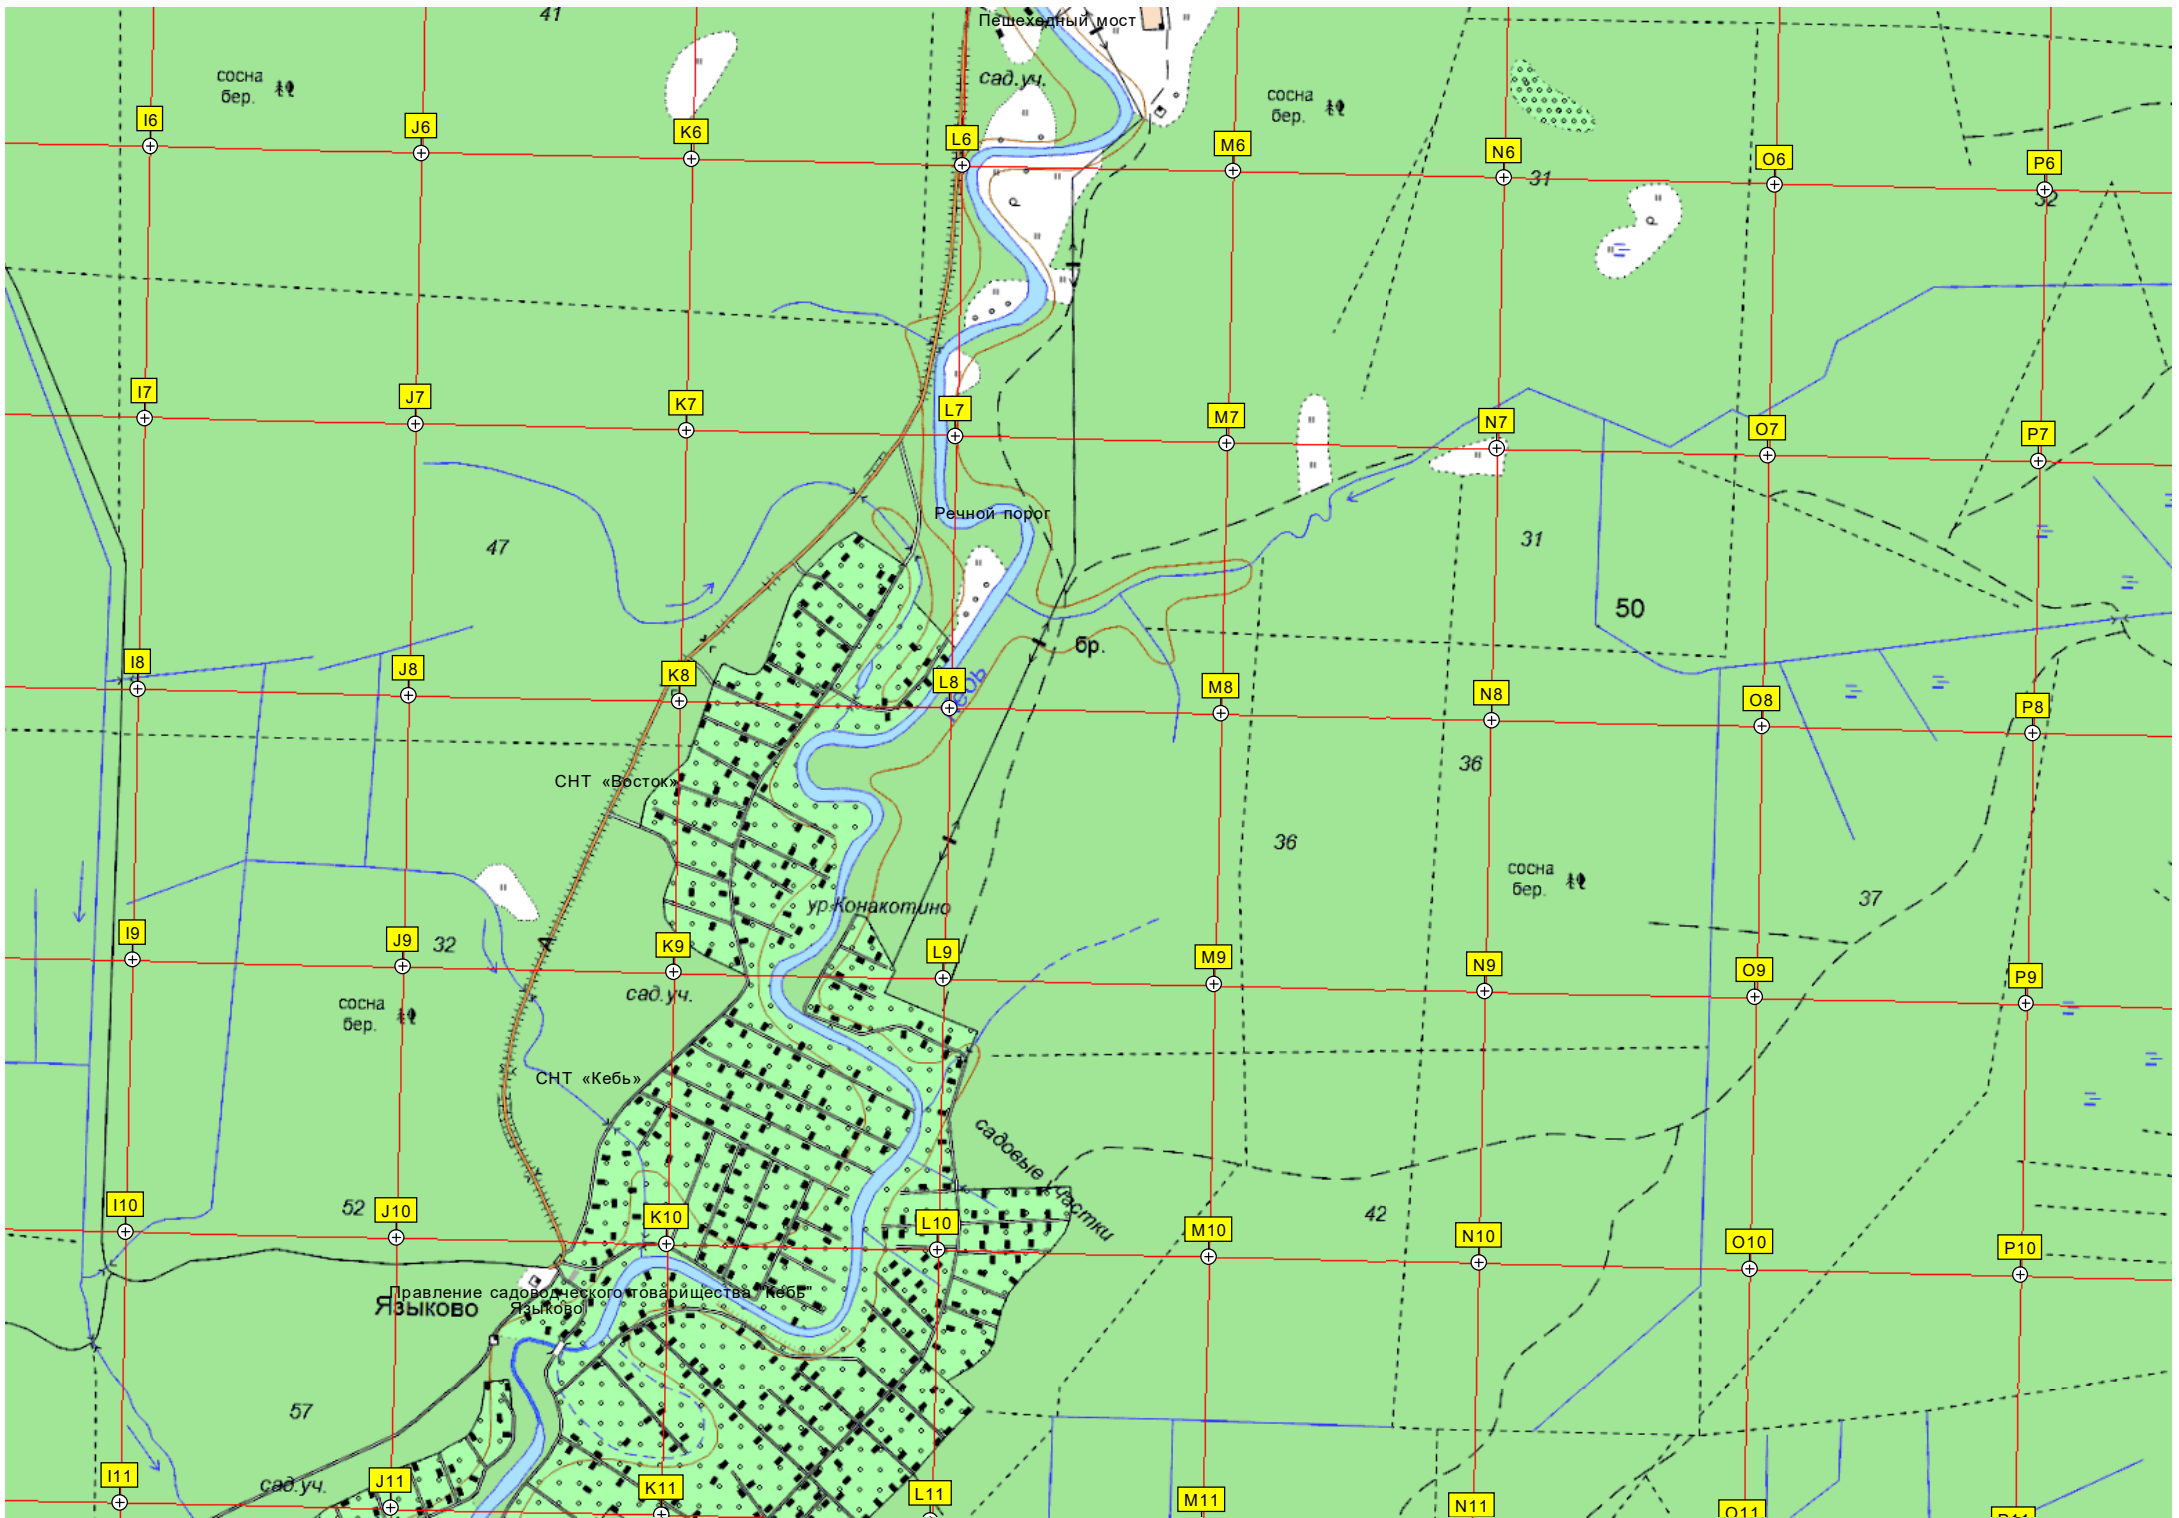 41
Пешеходный мост
сосна
бер.
сад.уч.
сосна
бер.
I6
J6
K6
L6
M6
N6
O6
P6
31
32
I7
J7
K7
L7
M7
N7
O7
P7
Речной порог
47
31
50
бр.
I8
J8
K8
L8
M8
N8
O8
P8
36
СНТ «Восток»
36
сосна
бер.
37
ур.Конакотино
I9
J9
32
K9
L9
M9
N9
O9
P9
сад.уч.
сосна
бер.
СНТ «Кебь»
садовые участки
I10
52
J10
K10
L10
M10
42
N10
O10
P10
Правление садоводческого товарищества "Кебь"
Языково
Языково
57
сад.уч.
I11
J11
K11
L11
M11
N11
O11
P11